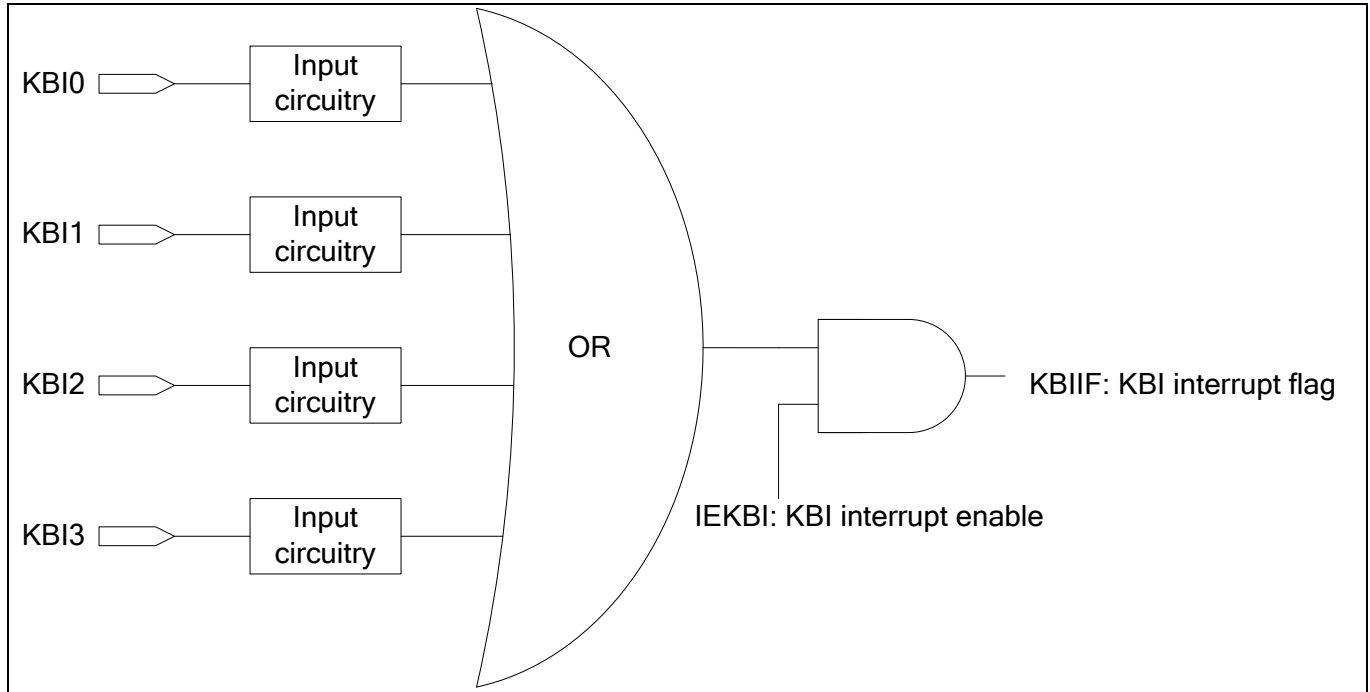 KBI0
Input
circuitry
KBI1
Input
circuitry
KBI2
Input
circuitry
KBI3
Input
circuitry
OR
KBIIF: KBI interrupt flag
IEKBI: KBI interrupt enable